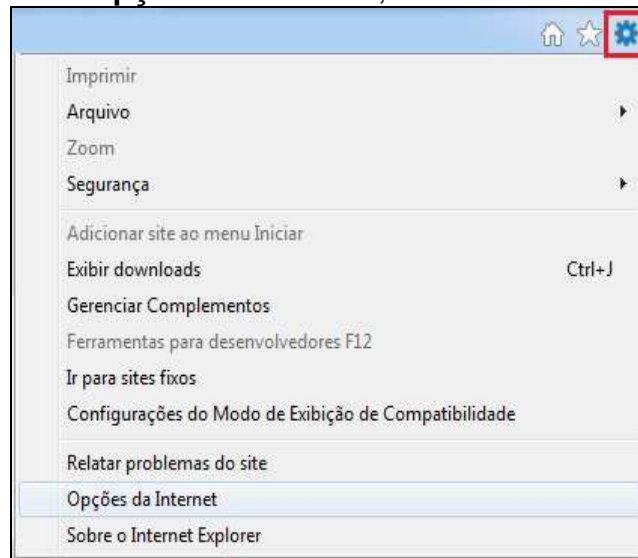 Imprimir
Arquivo
Zoom
Segurança
Adicionar site ao menu Iniciar
Exibir downloads Ctrl+J
Gerenciar Complementos
Ferramentas para desenvolvedores F12
Ir para sites fixos
Configurações do Modo de Exibição de Compatibilidade
Relatar problemas do site
Opções da Internet
Sobre o Internet Explorer